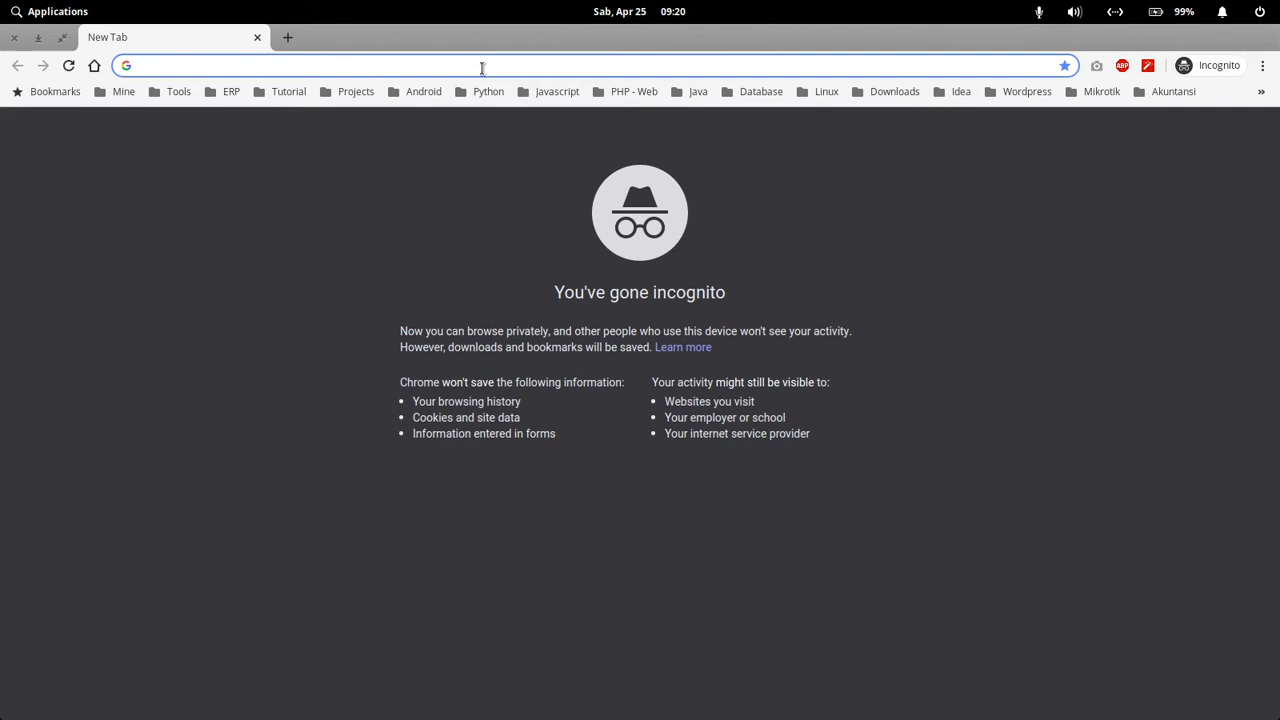 Applications
Sab, Apr 25 09:20
99%
New Tab
Incognito
Bookmarks Mine Tools ERP Tutorial Projects Android Python Javascript PHP - Web Java Database Linux Downloads Idea Wordpress Mikrotik Akuntansi »
ABP
You've gone incognito
Now you can browse privately, and other people who use this device won't see your activity.
However, downloads and bookmarks will be saved. Learn more
Chrome won't save the following information:
• Your browsing history
• Cookies and site data
• Information entered in forms
Your activity might still be visible to:
• Websites you visit
• Your employer or school
• Your internet service provider